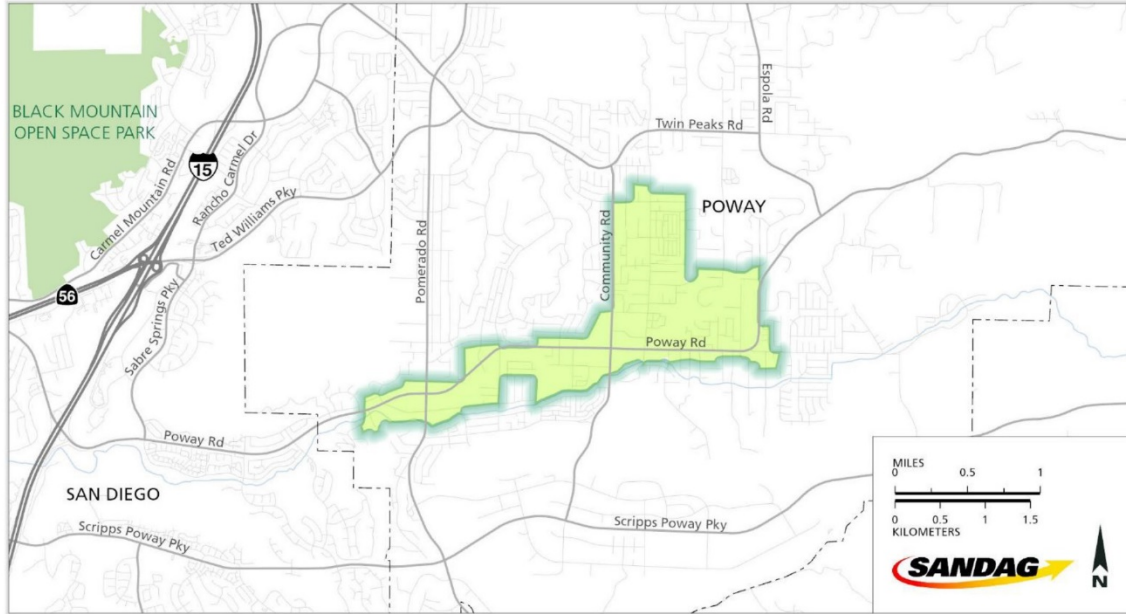 BLACK MOUNTAIN
OPEN SPACE PARK
15
Carmel Mountain Rd
Rancho Carmel Dr
Ted Williams Pky
56
Sabre Springs Pky
Pomerado Rd
Community Rd
Twin Peaks Rd
Espola Rd
POWAY
Poway Rd
Poway Rd
SAN DIEGO
Scripps Poway Pky
Scripps Poway Pky
MILES
0 0.5 1
0 0.5 1 1.5
KILOMETERS
SANDAG
N